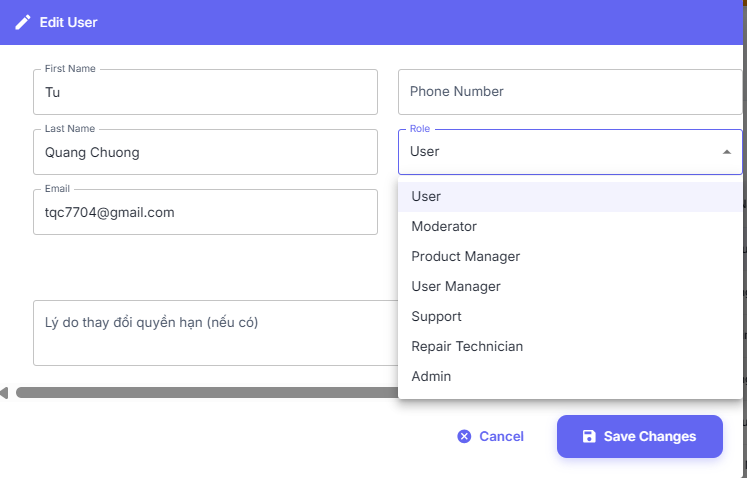 Edit User
First Name
Tu
Phone Number
Last Name
Quang Chuong
Role
User
Email
tqc7704@gmail.com
User
Moderator
Product Manager
User Manager
Support
Repair Technician
Admin
Lý do thay đổi quyền hạn (nếu có)
Cancel
Save Changes